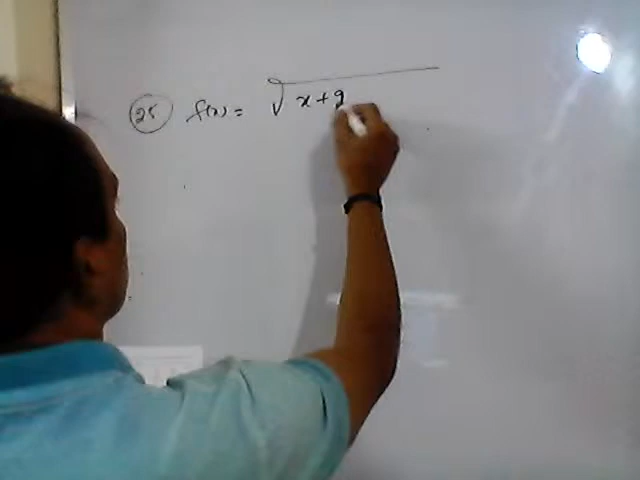 25 f(x) = √x+9